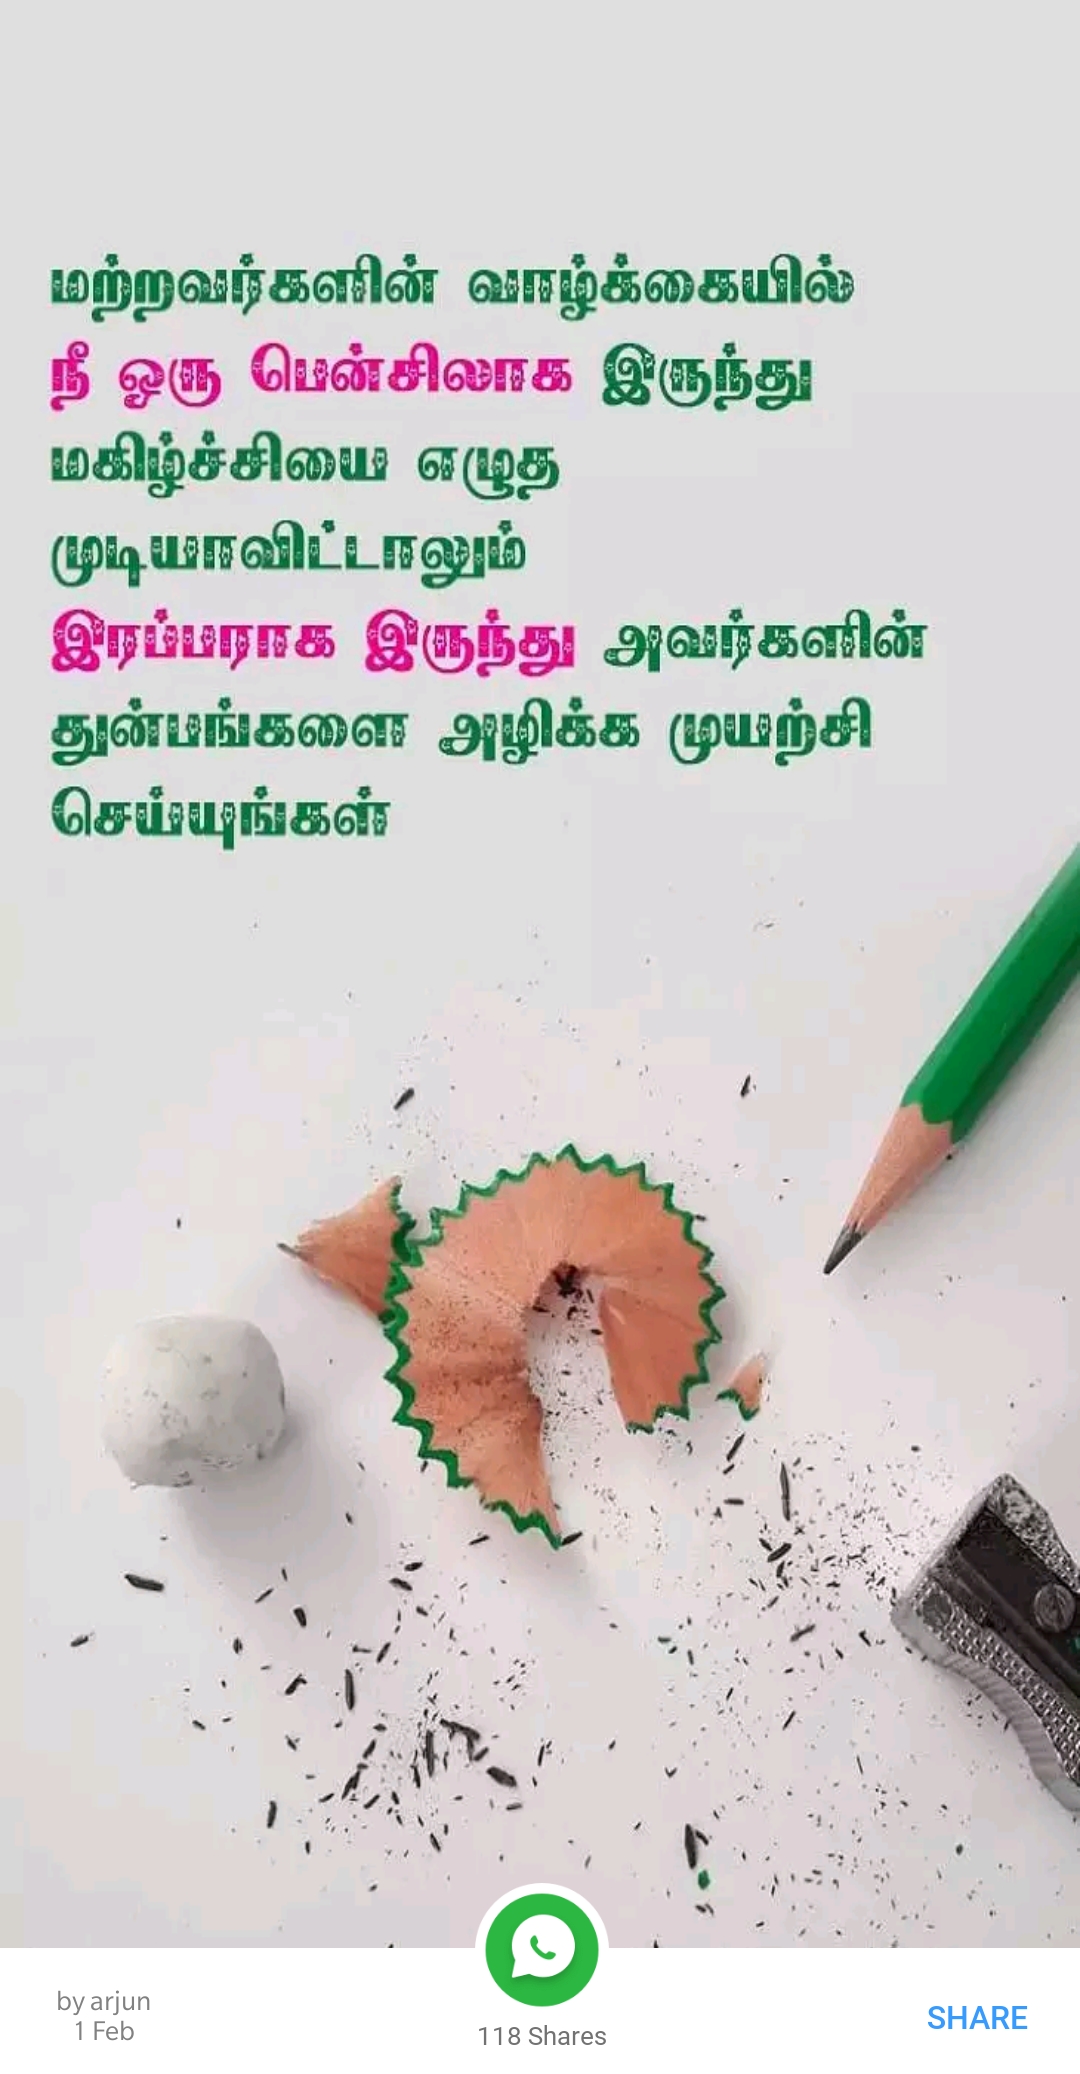 மற்றவர்களின் வாழ்க்கையில்
நீ ஒரு பென்சிலாக இருந்து
மகிழ்ச்சியை எழுத
முடியாவிட்டாலும்
இரப்பராக இருந்து அவர்களின்
துன்பங்களை அழிக்க முயற்சி
செய்யுங்கள்
by arjun
1 Feb
118 Shares
SHARE